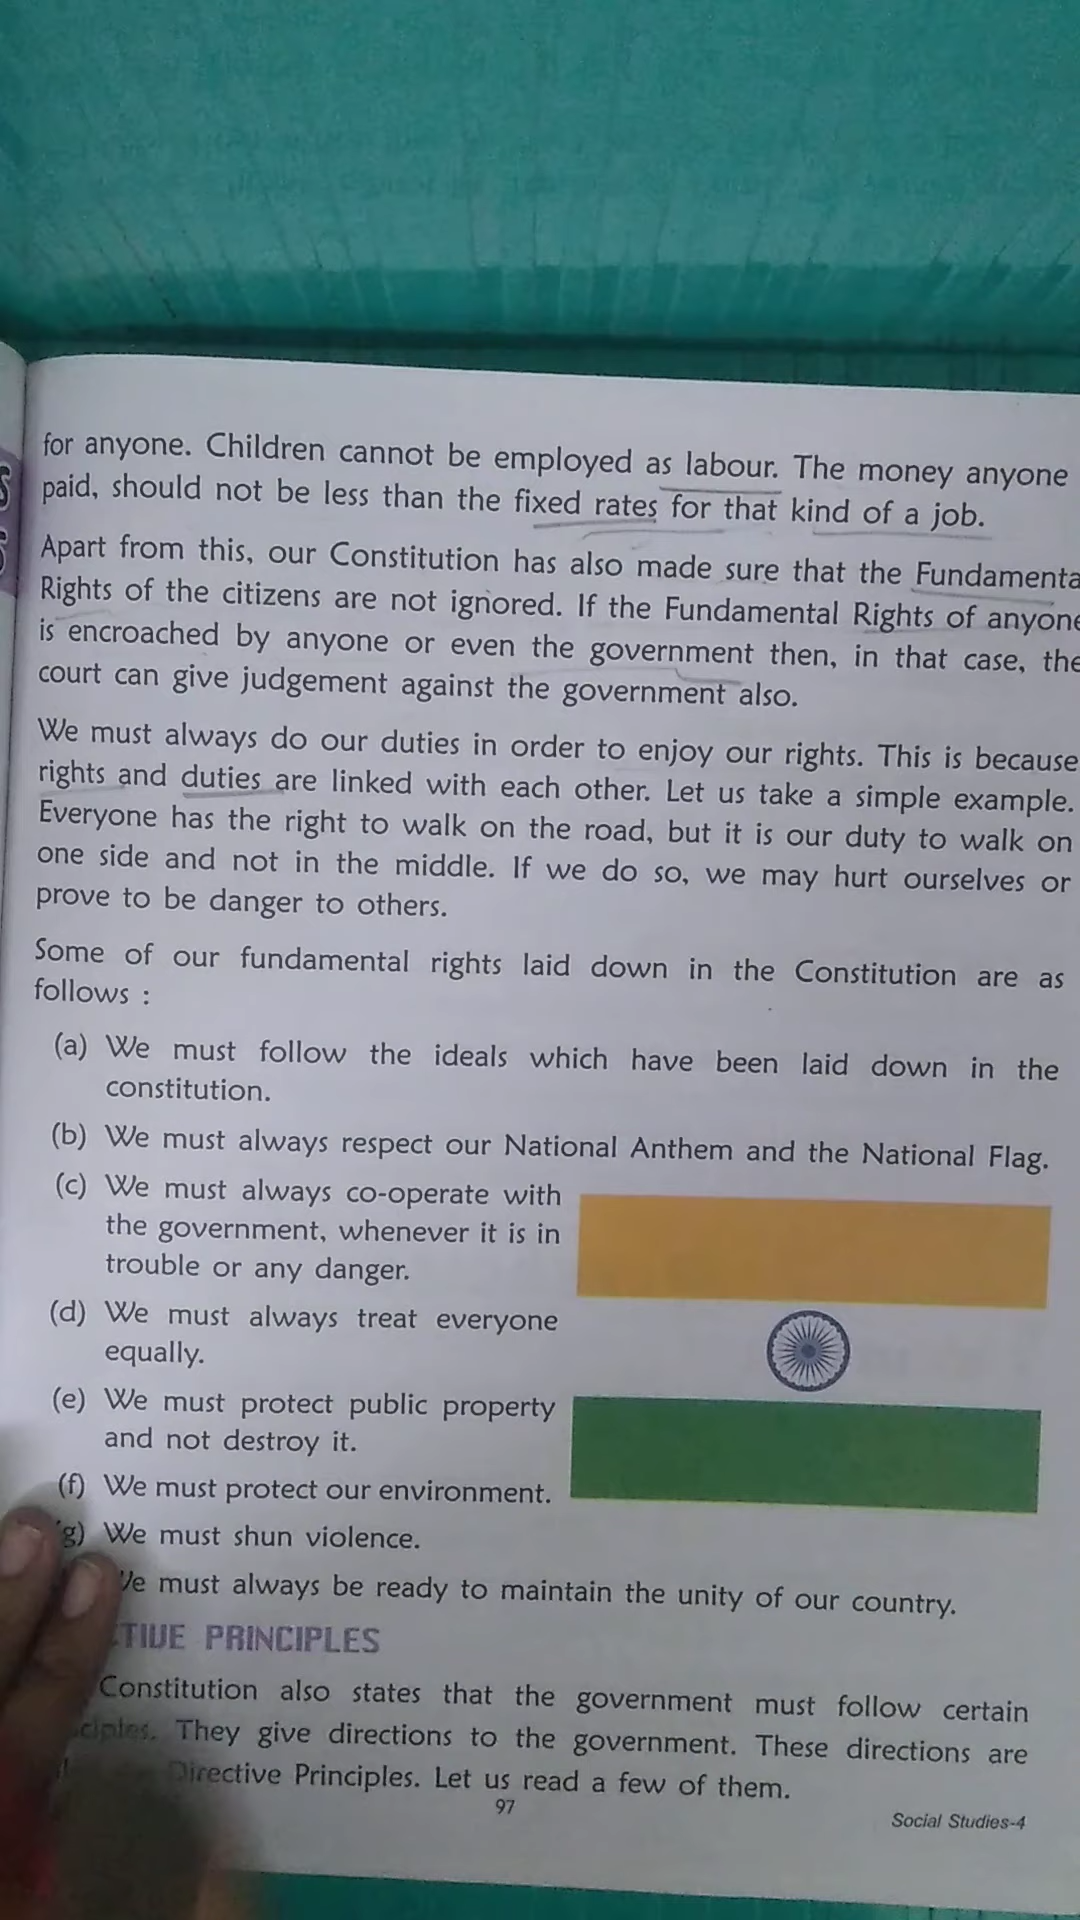 for anyone. Children cannot be employed as labour. The money anyone
paid, should not be less than the fixed rates for that kind of a job.
Apart from this, our Constitution has also made sure that the Fundamenta
Rights of the citizens are not ignored. If the Fundamental Rights of anyone
is encroached by anyone or even the government then, in that case, the
court can give judgement against the government also.
We must always do our duties in order to enjoy our rights. This is because
rights and duties are linked with each other. Let us take a simple example.
Everyone has the right to walk on the road, but it is our duty to walk on
one side and not in the middle. If we do so, we may hurt ourselves or
prove to be danger to others.
Some of our fundamental rights laid down in the Constitution are as
follows :
(a) We must follow the ideals which have been laid down in the
constitution.
(b) We must always respect our National Anthem and the National Flag.
(c) We must always co-operate with
the government, whenever it is in
trouble or any danger.
(d) We must always treat everyone
equally.
(e) We must protect public property
and not destroy it.
(f) We must protect our environment.
g) We must shun violence.
We must always be ready to maintain the unity of our country.
CTIVE PRINCIPLES
Constitution also states that the government must follow certain
ciples. They give directions to the government. These directions are
Directive Principles. Let us read a few of them.
97
Social Studies-4